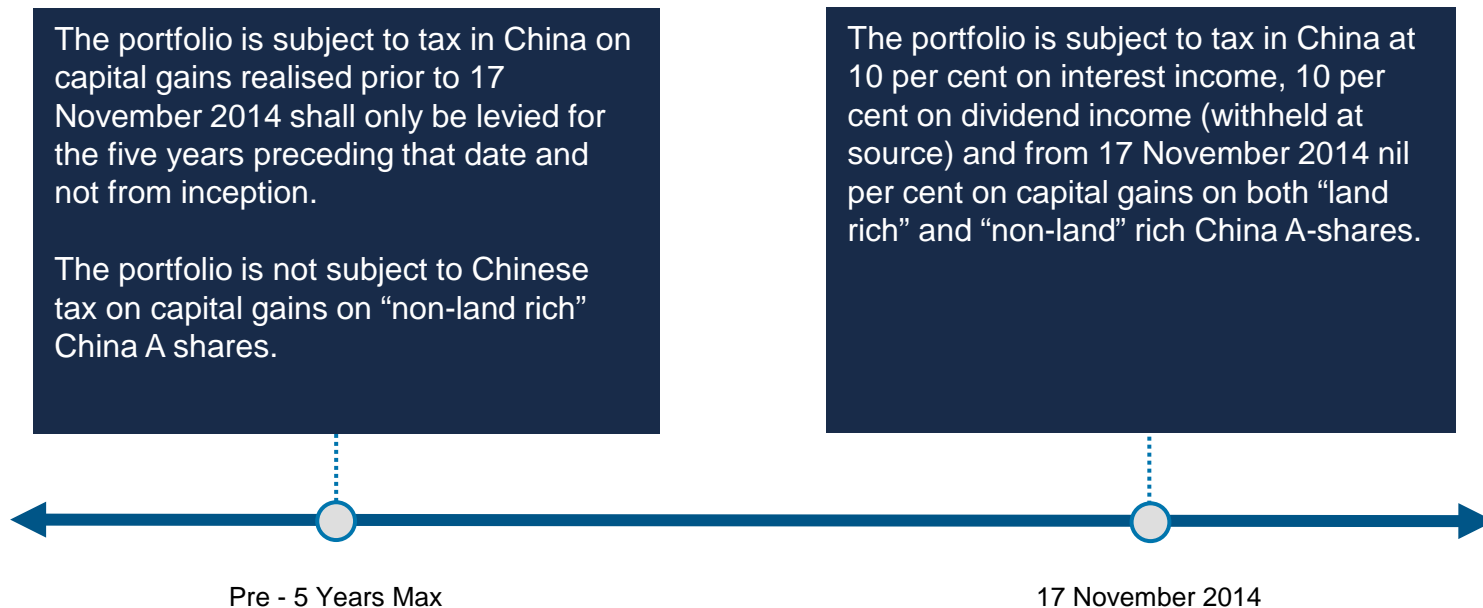 The portfolio is subject to tax in China on
capital gains realised prior to 17
November 2014 shall only be levied for
the five years preceding that date and
not from inception.
The portfolio is not subject to Chinese
tax on capital gains on “non-land rich”
China A shares.
The portfolio is subject to tax in China at
10 per cent on interest income, 10 per
cent on dividend income (withheld at
source) and from 17 November 2014 nil
per cent on capital gains on both “land
rich” and “non-land” rich China A-shares.
Pre - 5 Years Max
17 November 2014